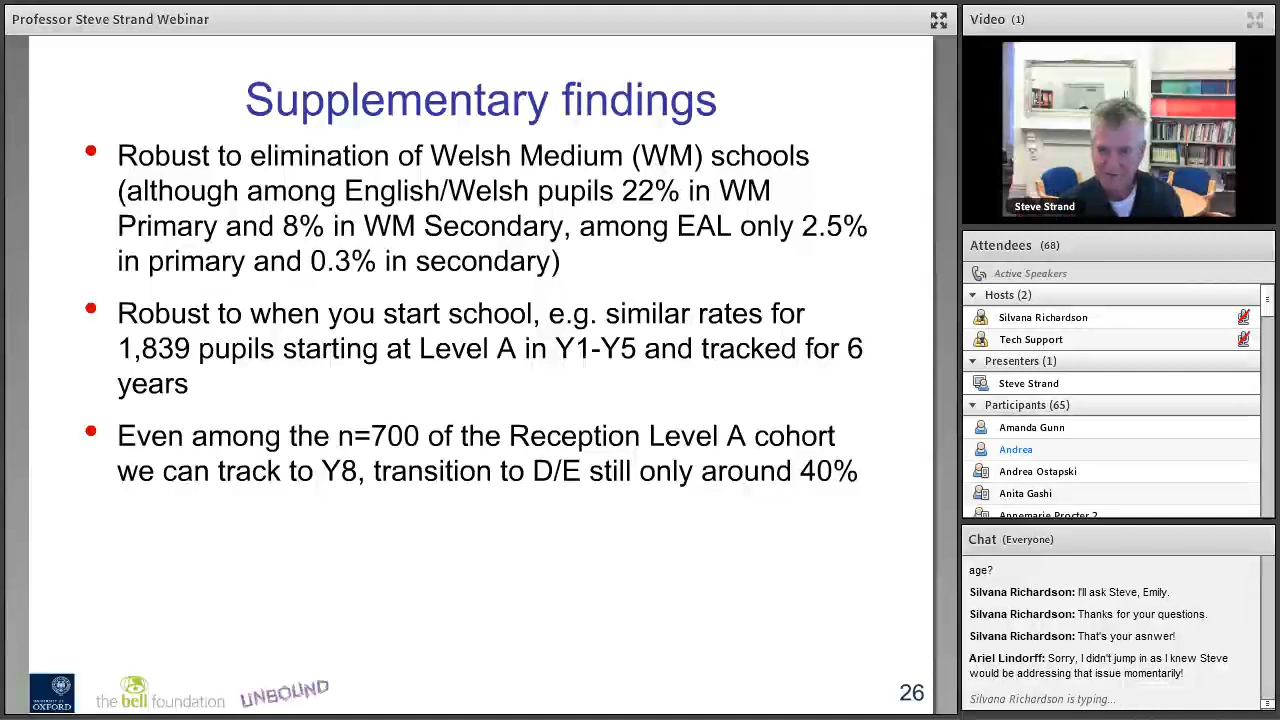 Professor Steve Strand Webinar
Supplementary findings
Robust to elimination of Welsh Medium (WM) schools
(although among English/Welsh pupils 22% in WM
Primary and 8% in WM Secondary, among EAL only 2.5%
in primary and 0.3% in secondary)
Robust to when you start school, e.g. similar rates for
1,839 pupils starting at Level A in Y1-Y5 and tracked for 6
years
Even among the n=700 of the Reception Level A cohort
we can track to Y8, transition to D/E still only around 40%
UNIVERSITY OF
OXFORD
the bell foundation
UNBOUND
26
Video (1)
Steve Strand
Attendees (68)
Active Speakers
Hosts (2)
Silvana Richardson
Tech Support
Presenters (1)
Steve Strand
Participants (65)
Amanda Gunn
Andrea
Andrea Ostapski
Anita Gashi
Annemarie Procter 2
Chat (Everyone)
age?
Silvana Richardson: I'll ask Steve, Emily.
Silvana Richardson: Thanks for your questions.
Silvana Richardson: That's your asnwer!
Ariel Lindorff: Sorry, I didn't jump in as I knew Steve
would be addressing that issue momentarily!
Silvana Richardson is typing...